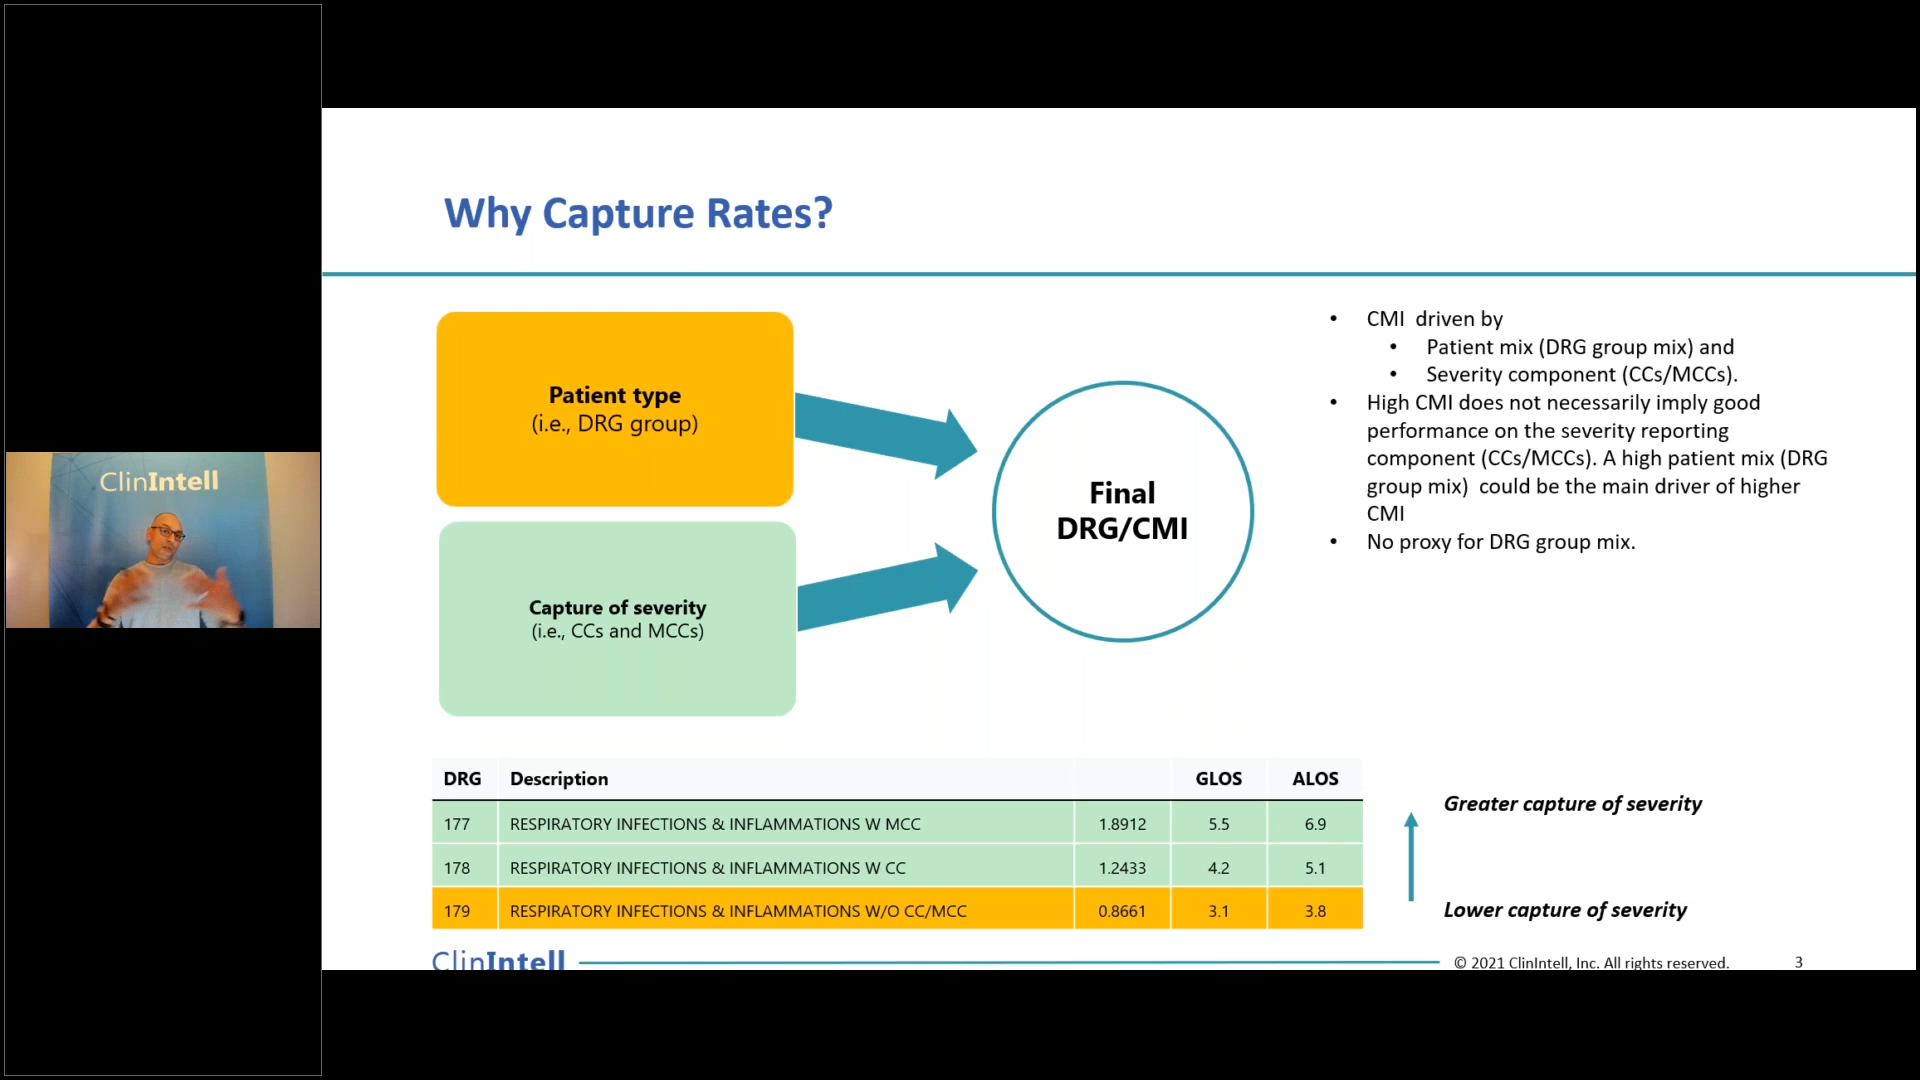 Why Capture Rates?
Patient type
(i.e., DRG group)
Capture of severity
(i.e., CCs and MCCs)
Final
DRG/CMI
• CMI  driven by
• Patient mix (DRG group mix) and
• Severity component (CCs/MCCs).
• High CMI does not necessarily imply good
performance on the severity reporting
component (CCs/MCCs). A high patient mix (DRG
group mix)  could be the main driver of higher
CMI
• No proxy for DRG group mix.
ClinIntell
DRG Description GLOS ALOS
177 RESPIRATORY INFECTIONS & INFLAMMATIONS W MCC 1.8912 5.5 6.9
178 RESPIRATORY INFECTIONS & INFLAMMATIONS W CC 1.2433 4.2 5.1
179 RESPIRATORY INFECTIONS & INFLAMMATIONS W/O CC/MCC 0.8661 3.1 3.8
Greater capture of severity
Lower capture of severity
ClinIntell
© 2021 ClinIntell, Inc. All rights reserved. 3